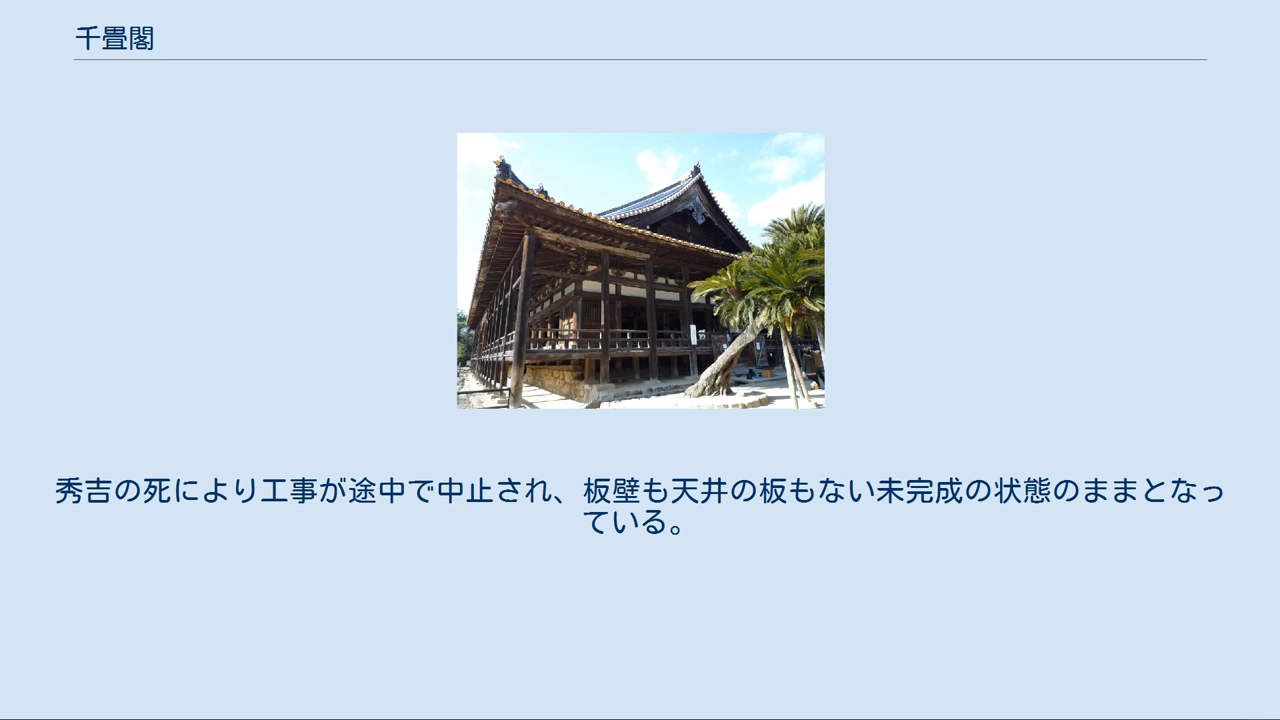 千畳閣
秀吉の死により工事が途中で中止され、板壁も天井の板もない未完成の状態のままとなっ
ている。